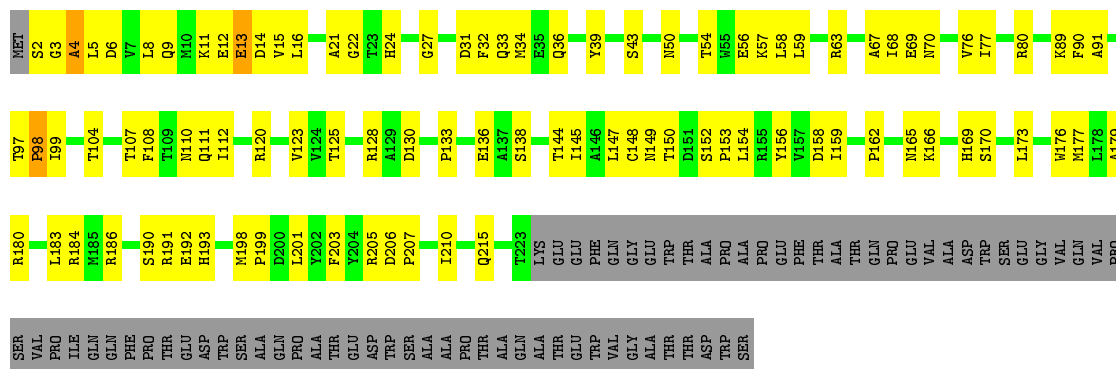 MET S2 G3 A4 L5 D6 V7 L8 Q9 M10 K11 E12 E13 D14 V15 L16 A21 G22 T23 H24 G27 D31 F32 Q33 M34 E35 Q36 Y39 S43 N50 T54 W55 E56 K57 L58 L59 R63 A67 I68 E69 N70 V76 I77 R80 K89 F90 A91
T97 P98 I99 T104 T107 F108 T109 N110 Q111 I112 R120 V123 V124 T125 R128 A129 D130 P133 E136 A137 S138 T144 I145 A146 L147 C148 N149 T150 D151 S152 P153 L154 R155 Y156 V157 D158 I159 P162 N165 K166 H169 S170 L173 W176 M177 L178 A179
R180 L183 R184 M185 R186 S190 R191 E192 H193 M198 P199 D200 L201 Y202 F203 Y204 R205 D206 P207 I210 Q215 T223 LYS GLU GLU PHE GLN GLY GLU TRP THR ALA PRO ALA PRO GLU PHE THR ALA THR GLN PRO GLU VAL ALA ASP TRP SER GLU GLY VAL GLN VAL PRO
SER VAL PRO ILE GLN GLN PHE PRO THR GLU ASP TRP SER ALA GLN PRO ALA THR GLU ASP TRP SER ALA ALA PRO THR ALA GLN ALA THR GLU TRP VAL GLY ALA THR THR ASP TRP SER